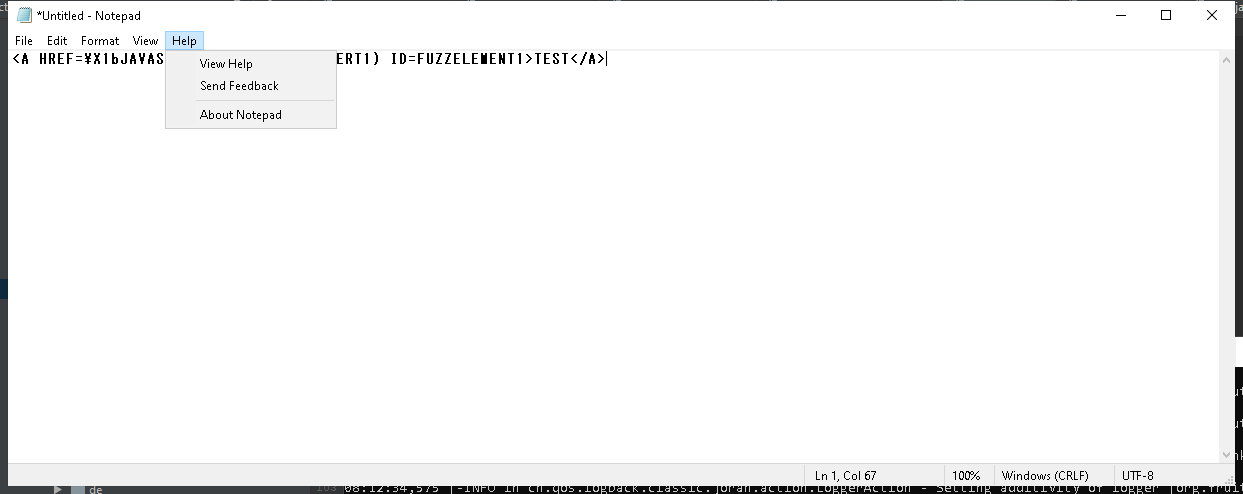 *Untitled - Notepad
File Edit Format View Help
<A HREF=¥X1bJAVAS ERT1) ID=FUZZELEMENT1>TEST</A>
View Help
Send Feedback
About Notepad
Ln 1, Col 67 100% Windows (CRLF) UTF-8
de
08:12:34,575 |-INFO in ch.qos.logback.classic.joran.action.LoggerAction - Setting additivity of logger [org.fruit